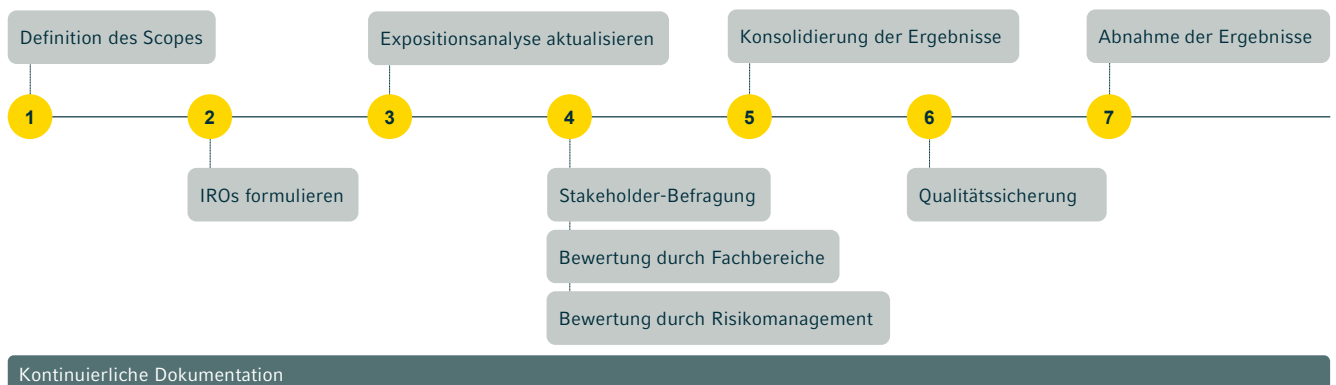 Definition des Scopes
Expositionsanalyse aktualisieren
Konsolidierung der Ergebnisse
Abnahme der Ergebnisse
1
2
3
4
5
6
7
IROs formulieren
Stakeholder-Befragung
Qualitätssicherung
Bewertung durch Fachbereiche
Bewertung durch Risikomanagement
Kontinuierliche Dokumentation